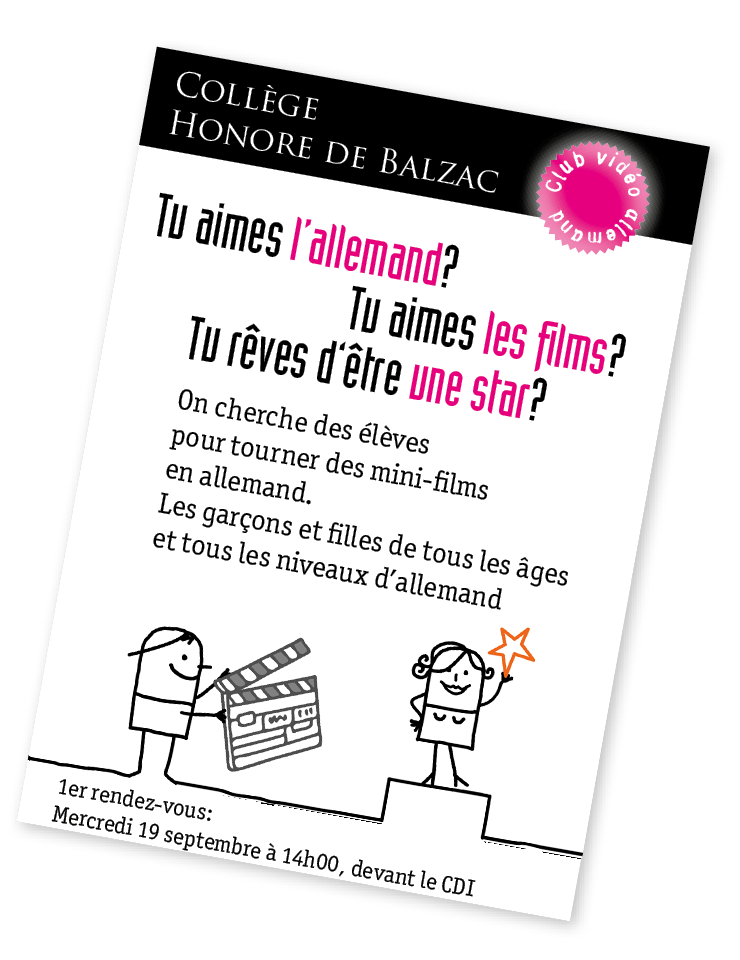 COLLÈGE
HONORE DE BALZAC
Club vidéo allemand
Tu aimes l'allemand?
Tu aimes les films?
Tu rêves d'être une star?
On cherche des élèves
pour tourner des mini-films
en allemand.
Les garçons et filles de tous les âges
et tous les niveaux d'allemand
1er rendez-vous:
Mercredi 19 septembre à 14h00, devant le CDI